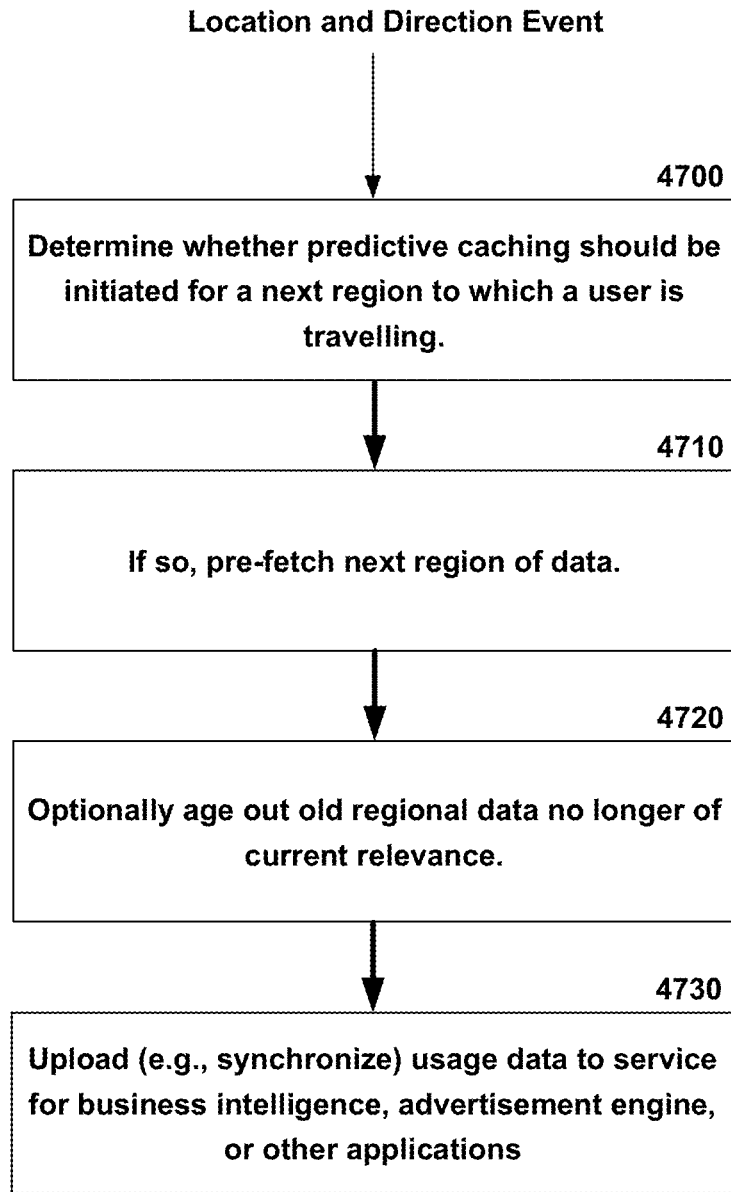 Location and Direction Event
4700
Determine whether predictive caching should be
initiated for a next region to which a user is
travelling.
4710
If so, pre-fetch next region of data.
4720
Optionally age out old regional data no longer of
current relevance.
4730
Upload (e.g., synchronize) usage data to service
for business intelligence, advertisement engine,
or other applications